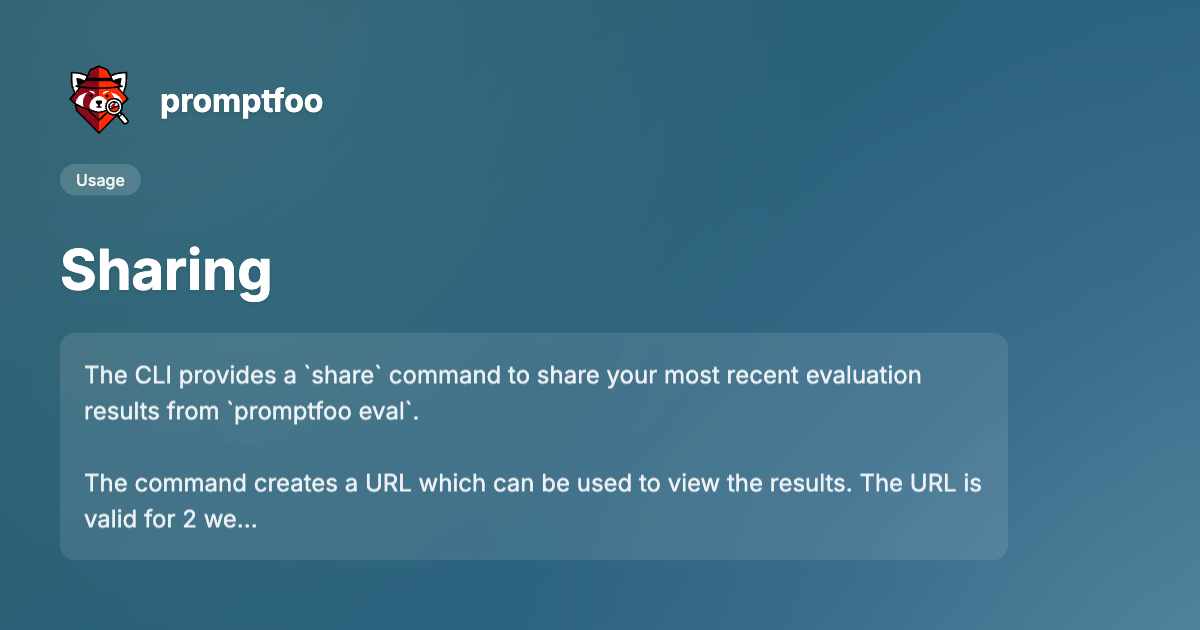 promptfoo
Usage
Sharing
The CLI provides a `share` command to share your most recent evaluation
results from `promptfoo eval`.
The command creates a URL which can be used to view the results. The URL is
valid for 2 we...